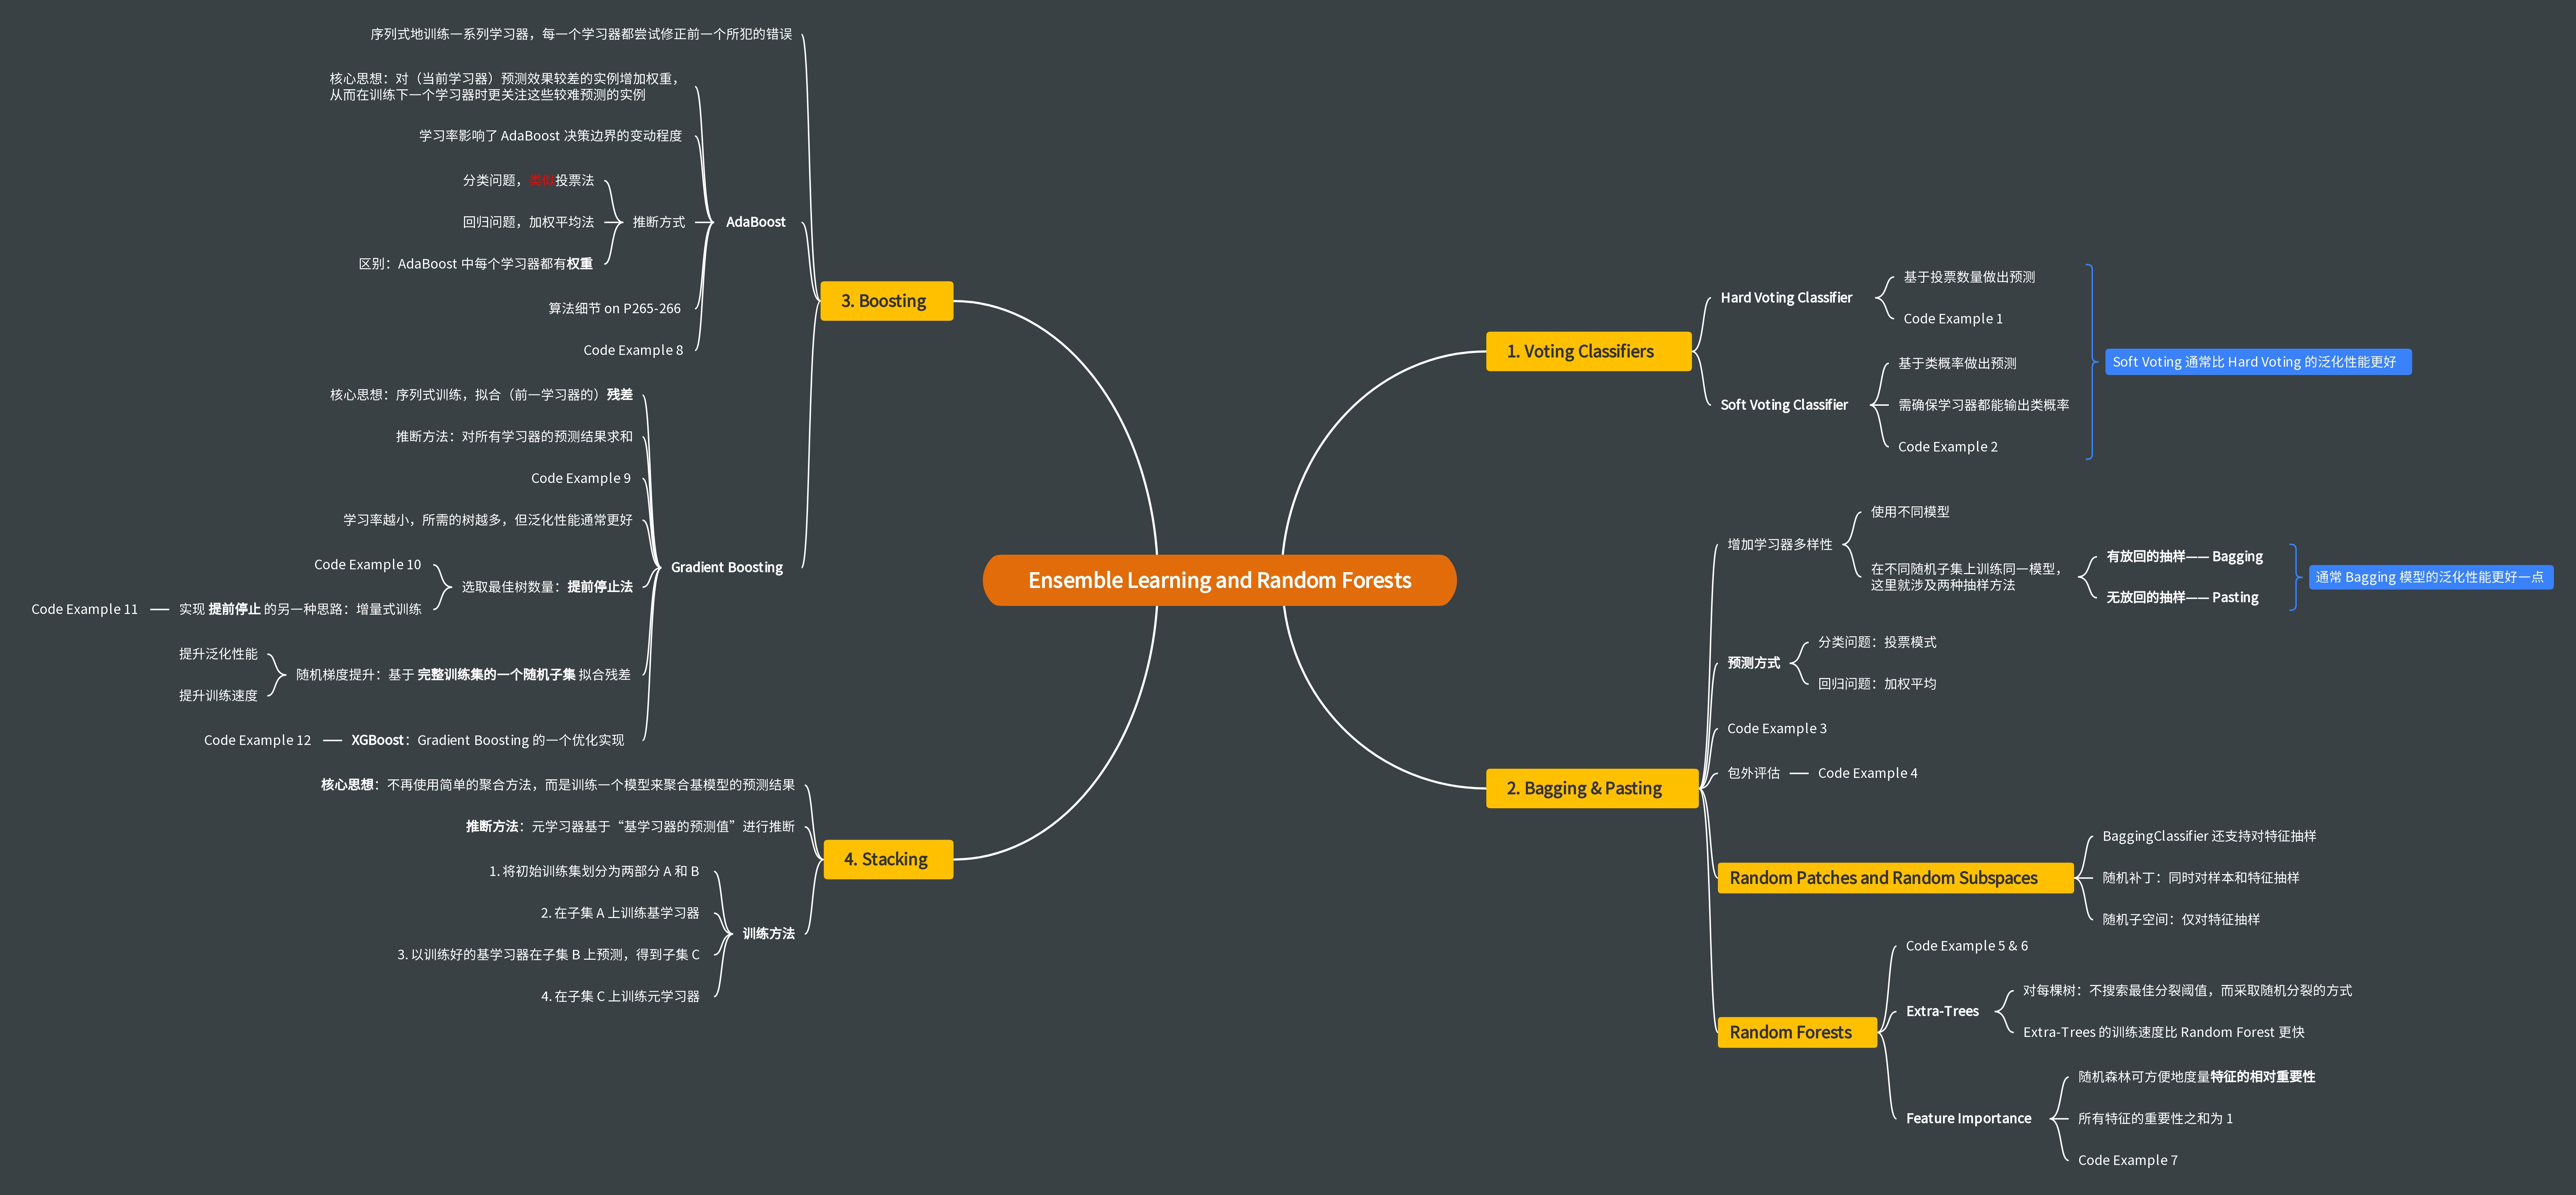 Ensemble Learning and Random Forests
1. Voting Classifiers
Hard Voting Classifier
基于投票数量做出预测
Code Example 1
Soft Voting Classifier
基于类概率做出预测
需确保学习器都能输出类概率
Code Example 2
Soft Voting 通常比 Hard Voting 的泛化性能更好
2. Bagging & Pasting
增加学习器多样性
使用不同模型
在不同随机子集上训练同一模型，
这里就涉及两种抽样方法
有放回的抽样—— Bagging
无放回的抽样—— Pasting
通常 Bagging 模型的泛化性能更好一点
预测方式
分类问题：投票模式
回归问题：加权平均
Code Example 3
包外评估
Code Example 4
Random Patches and Random Subspaces
BaggingClassifier 还支持对特征抽样
随机补丁：同时对样本和特征抽样
随机子空间：仅对特征抽样
Random Forests
Code Example 5 & 6
Extra-Trees
对每棵树：不搜索最佳分裂阈值，而采取随机分裂的方式
Extra-Trees 的训练速度比 Random Forest 更快
Feature Importance
随机森林可方便地度量特征的相对重要性
所有特征的重要性之和为 1
Code Example 7
3. Boosting
序列式地训练一系列学习器，每一个学习器都尝试修正前一个所犯的错误
AdaBoost
核心思想：对（当前学习器）预测效果较差的实例增加权重，
从而在训练下一个学习器时更关注这些较难预测的实例
学习率影响了 AdaBoost 决策边界的变动程度
推断方式
分类问题，类似投票法
回归问题，加权平均法
区别：AdaBoost 中每个学习器都有权重
算法细节 on P265-266
Code Example 8
Gradient Boosting
核心思想：序列式训练，拟合（前一学习器的）残差
推断方法：对所有学习器的预测结果求和
Code Example 9
学习率越小，所需的树越多，但泛化性能通常更好
选取最佳树数量：提前停止法
Code Example 10
实现 提前停止 的另一种思路：增量式训练
Code Example 11
随机梯度提升：基于 完整训练集的一个随机子集 拟合残差
提升泛化性能
提升训练速度
XGBoost：Gradient Boosting 的一个优化实现
Code Example 12
4. Stacking
核心思想：不再使用简单的聚合方法，而是训练一个模型来聚合基模型的预测结果
推断方法：元学习器基于“基学习器的预测值”进行推断
训练方法
1. 将初始训练集划分为两部分 A 和 B
2. 在子集 A 上训练基学习器
3. 以训练好的基学习器在子集 B 上预测，得到子集 C
4. 在子集 C 上训练元学习器